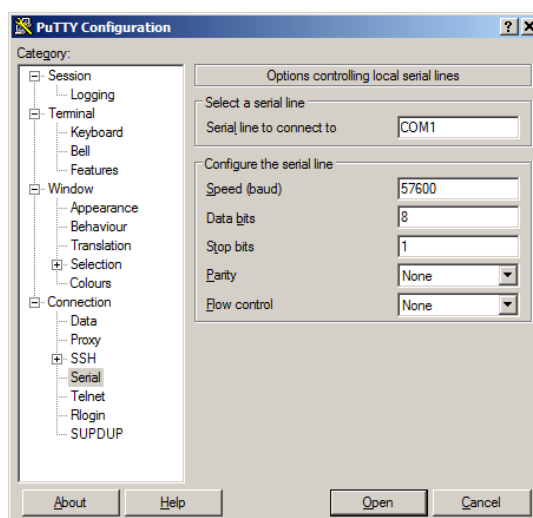 PuTTY Configuration
Category:
Session
Logging
Terminal
Keyboard
Bell
Features
Window
Appearance
Behaviour
Translation
Selection
Colours
Connection
Data
Proxy
SSH
Serial
Telnet
Rlogin
SUPDUP
Options controlling local serial lines
Select a serial line
Serial line to connect to COM1
Configure the serial line
Speed (baud) 57600
Data bits 8
Stop bits 1
Parity None
Flow control None
About Help Open Cancel